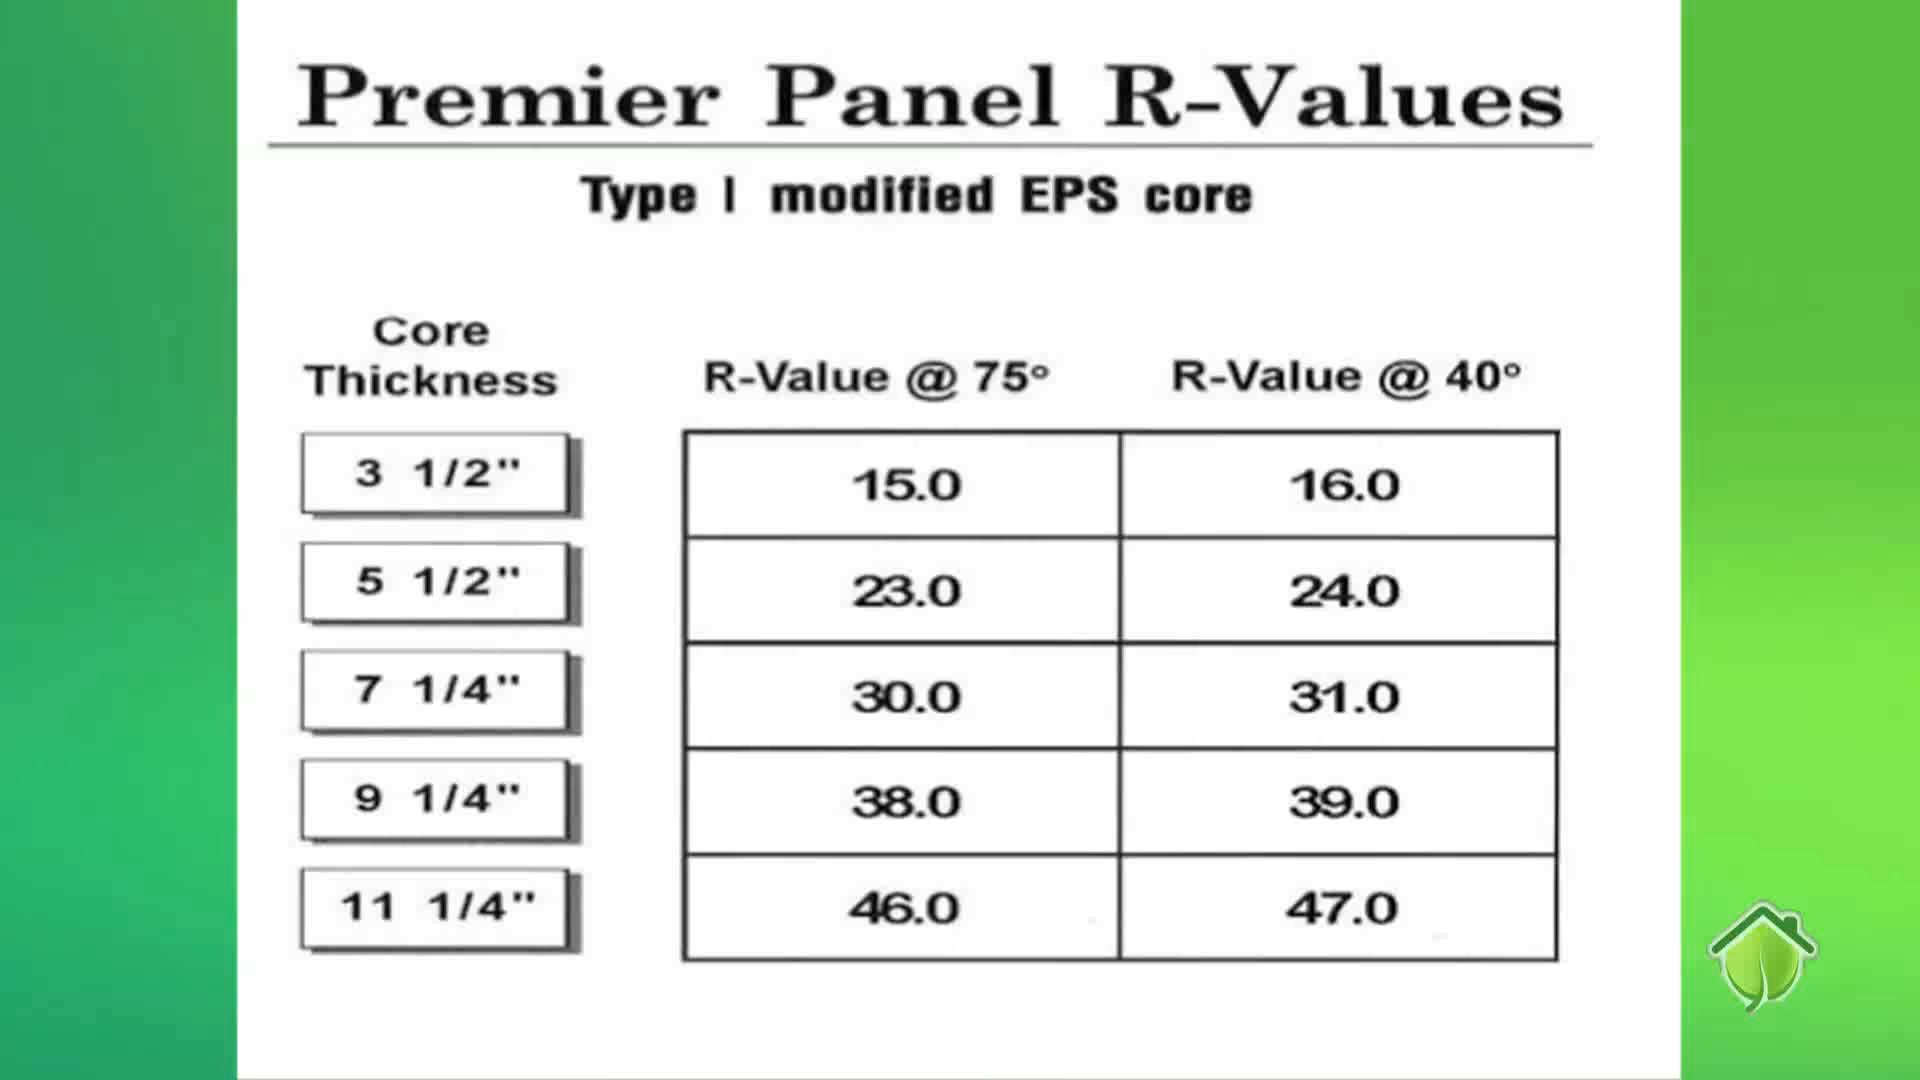 Premier Panel R-Values
Type I modified EPS core
Core
Thickness
R-Value @ 75°
R-Value @ 40°
3 1/2" 15.0 16.0
5 1/2" 23.0 24.0
7 1/4" 30.0 31.0
9 1/4" 38.0 39.0
11 1/4" 46.0 47.0